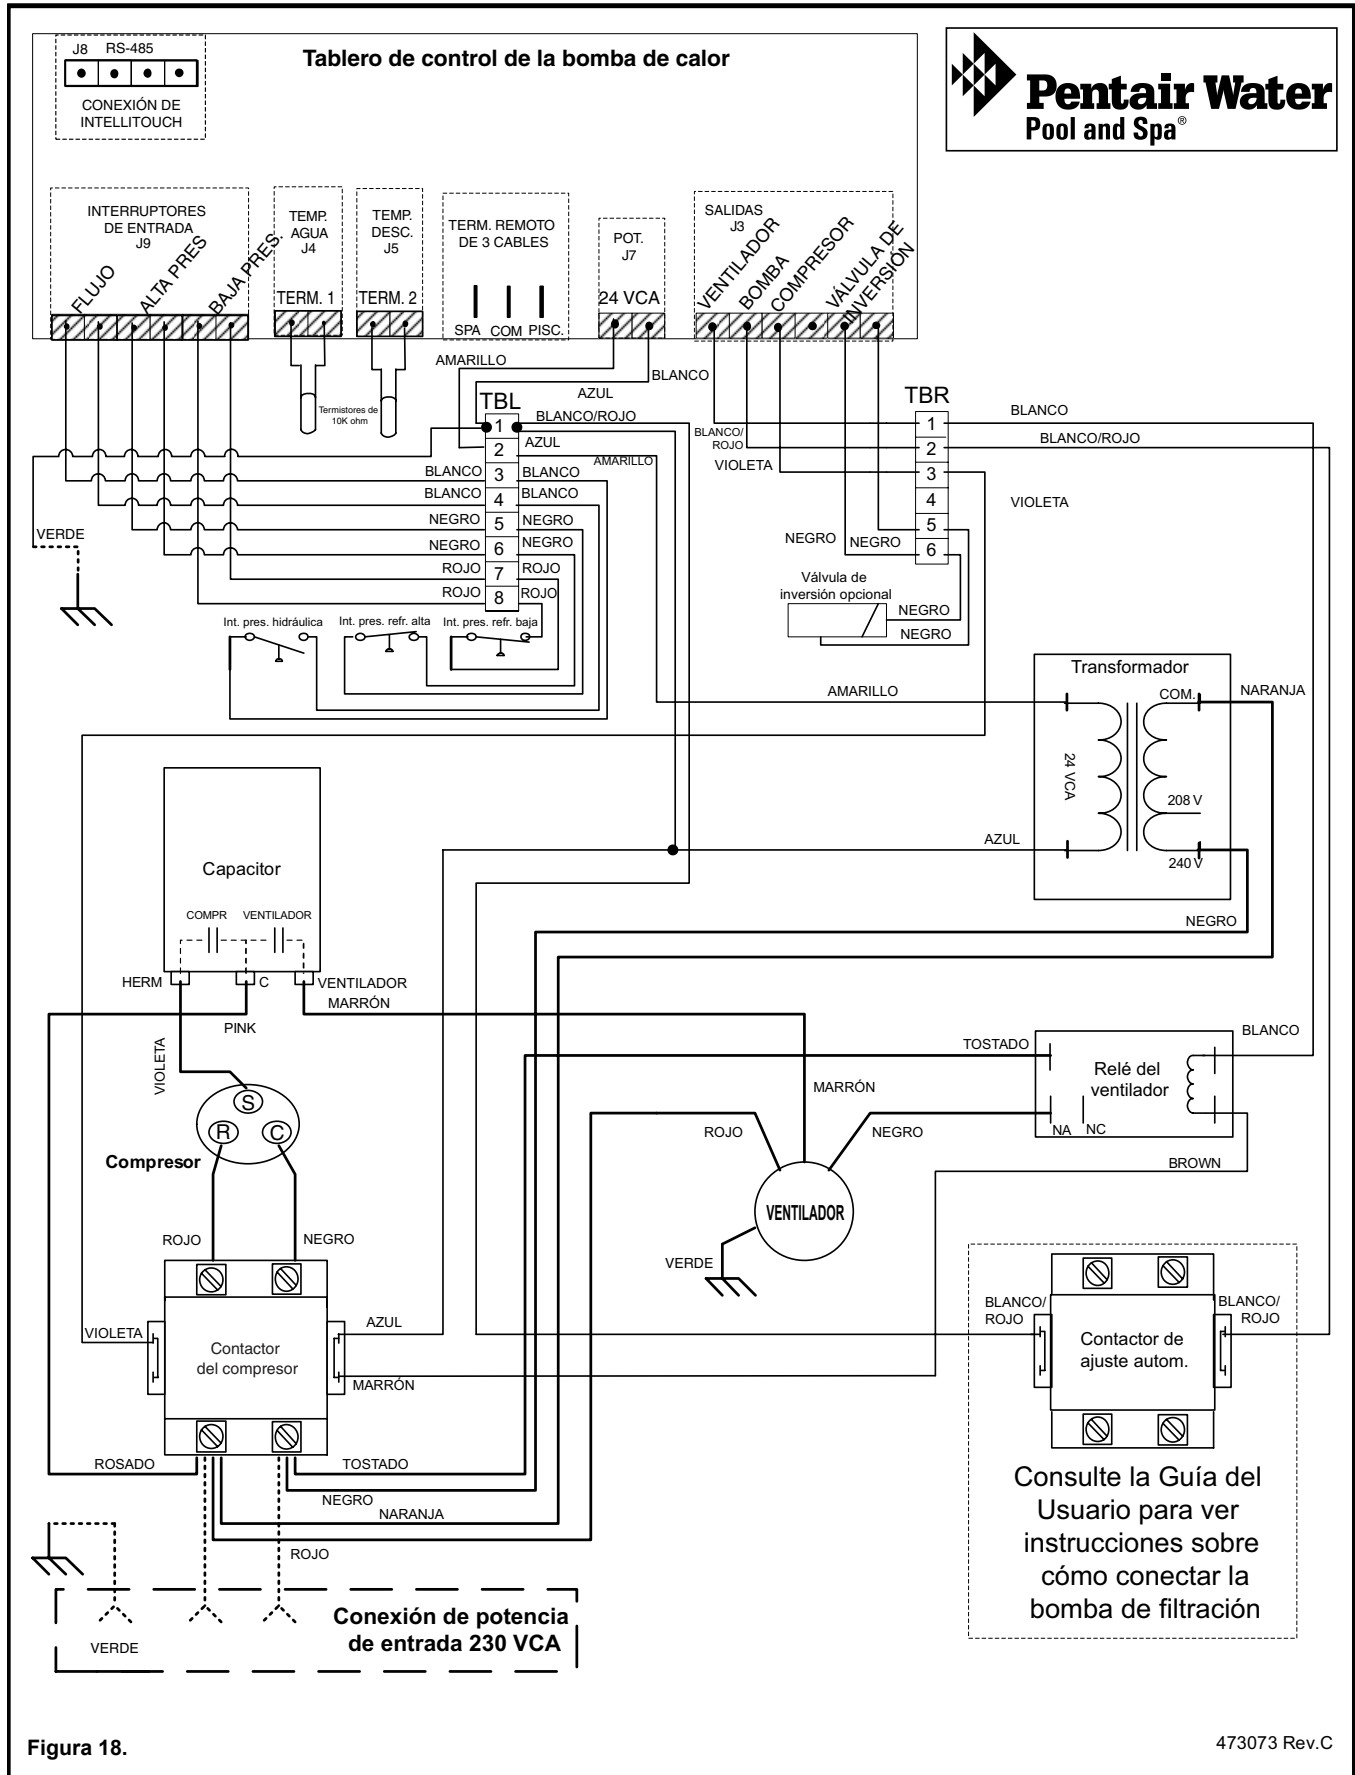 J8 RS-485
CONEXIÓN DE
INTELLITOUCH
Tablero de control de la bomba de calor
Pentair Water
Pool and Spa®
INTERRUPTORES
DE ENTRADA
J9
FLUJO
ALTA PRES
BAJA PRES.
TEMP.
AGUA
J4
TERM. 1
TEMP.
DESC.
J5
TERM. 2
TERM. REMOTO
DE 3 CABLES
SPA COM PISC.
POT.
J7
24 VCA
SALIDAS
J3
VENTILADOR
BOMBA
COMPRESOR
VÁLVULA DE
INVERSIÓN
Termistores de
10K ohm
AMARILLO
BLANCO
AZUL
TBL
BLANCO/ROJO
1
2
3
4
5
6
7
8
AZUL
AMARILLO
BLANCO
BLANCO
BLANCO
BLANCO
NEGRO
NEGRO
NEGRO
NEGRO
ROJO
ROJO
ROJO
ROJO
VERDE
TBR
1
2
3
4
5
6
BLANCO
BLANCO/ROJO
BLANCO/
ROJO
VIOLETA
VIOLETA
NEGRO
NEGRO
Válvula de
inversión opcional
NEGRO
NEGRO
Int. pres. hidráulica
Int. pres. refr. alta
Int. pres. refr. baja
Transformador
COM.
NARANJA
24 VCA
208 V
240 V
AMARILLO
AZUL
NEGRO
Capacitor
COMPR
VENTILADOR
HERM
C
VENTILADOR
MARRÓN
PINK
VIOLETA
S
R
C
Compresor
ROJO
NEGRO
TOSTADO
BLANCO
Relé del
ventilador
NA
NC
MARRÓN
ROJO
NEGRO
BROWN
VENTILADOR
VERDE
VIOLETA
AZUL
Contactor
del compresor
MARRÓN
BLANCO/
ROJO
BLANCO/
ROJO
Contactor de
ajuste autom.
ROSADO
TOSTADO
NEGRO
NARANJA
ROJO
Consulte la Guía del
Usuario para ver
instrucciones sobre
cómo conectar la
bomba de filtración
VERDE
Conexión de potencia
de entrada 230 VCA
Figura 18.
473073 Rev.C